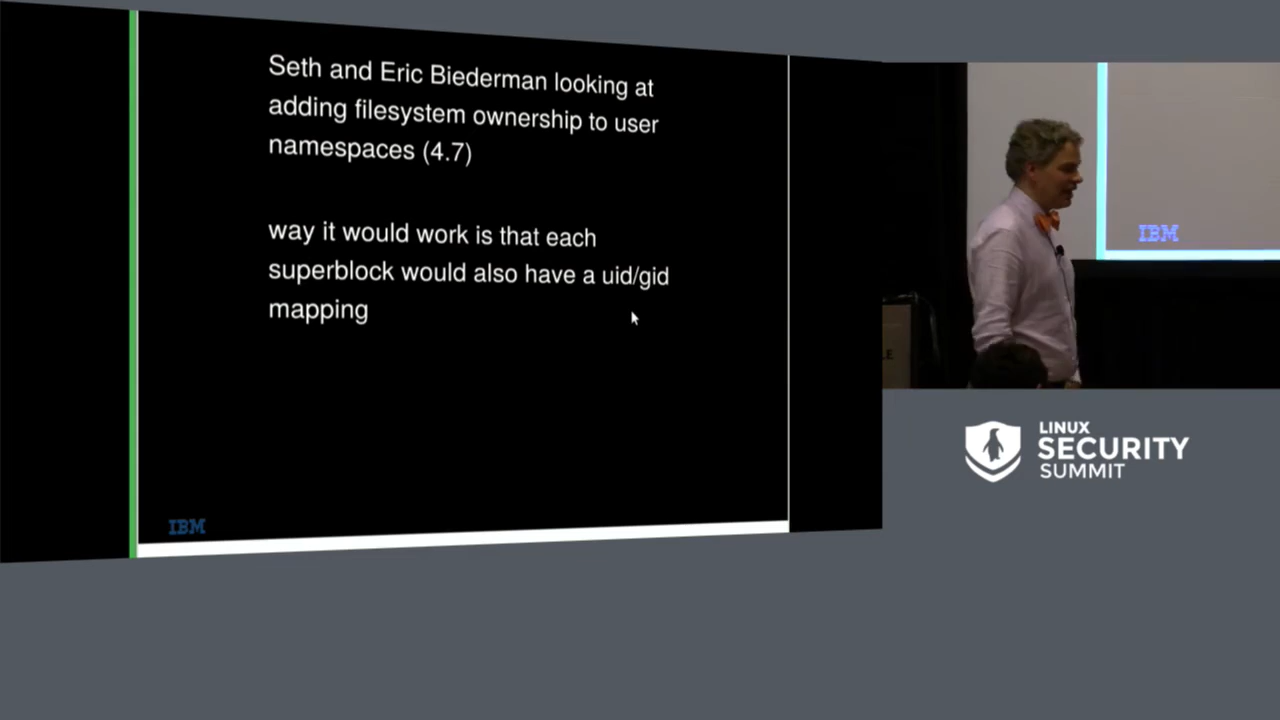 Seth and Eric Biederman looking at
adding filesystem ownership to user
namespaces (4.7)
way it would work is that each
superblock would also have a uid/gid
mapping
IBM
IBM
LINUX
SECURITY
SUMMIT